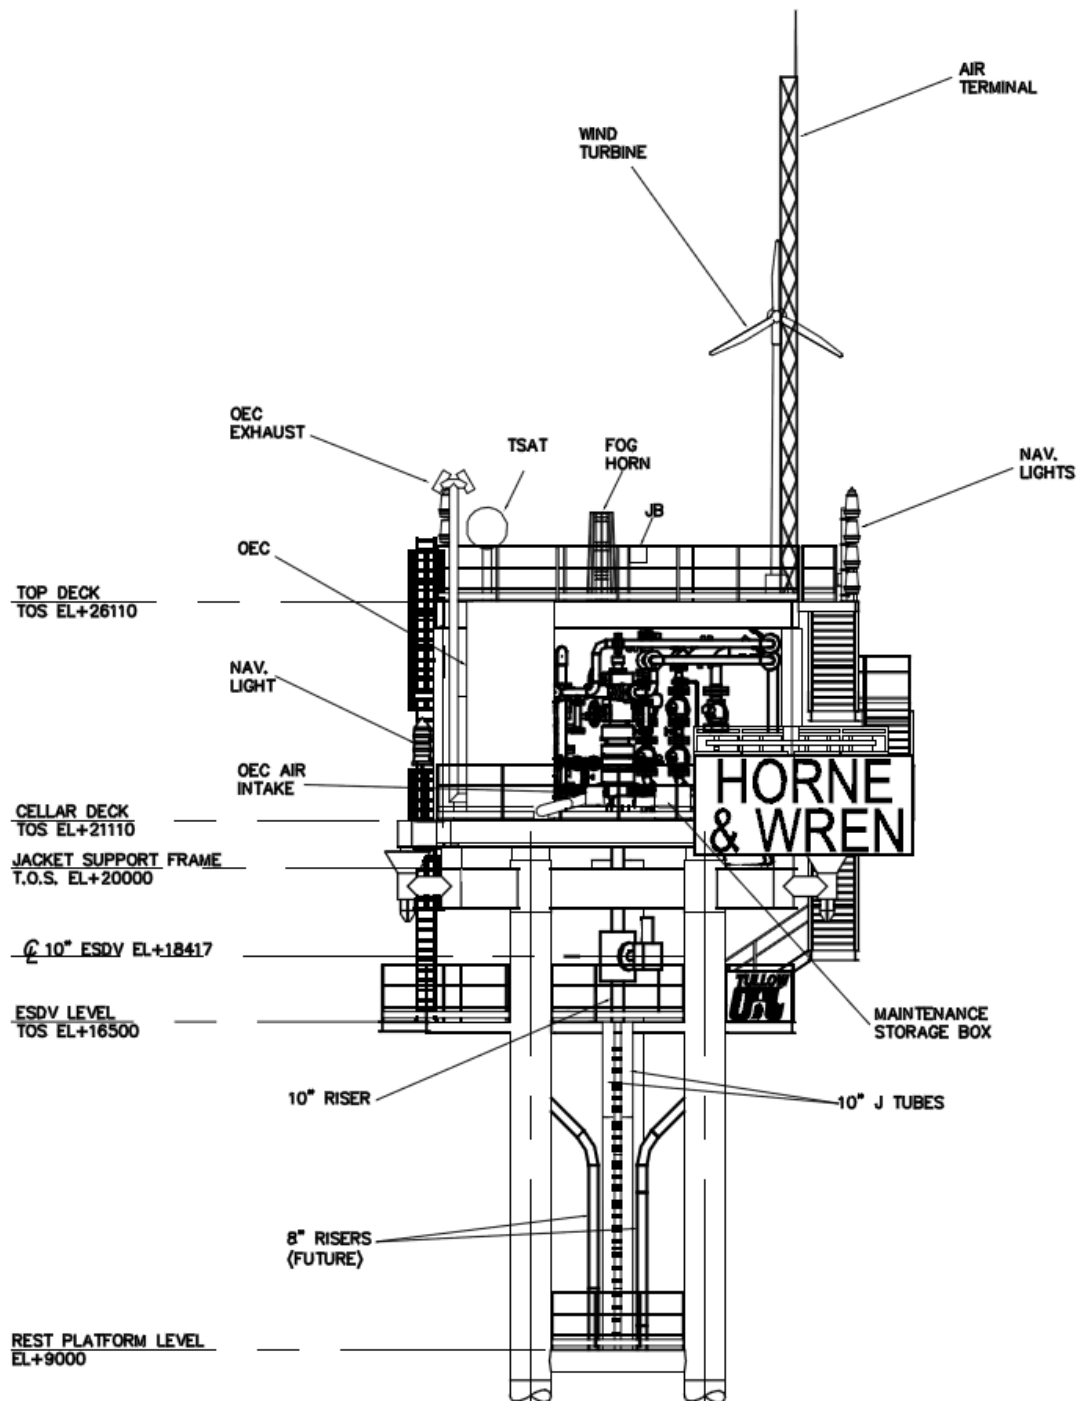 AIR
TERMINAL
WIND
TURBINE
OEC
EXHAUST
TSAT
FOG
HORN
NAV.
LIGHTS
JB
OEC
TOP DECK
TOS EL+26110
NAV.
LIGHT
OEC AIR
INTAKE
HORNE
& WREN
CELLAR DECK
TOS EL+21110
JACKET SUPPORT FRAME
T.O.S. EL+20000
℄ 10" ESDV EL+18417
TULLOW
OIL
ESDV LEVEL
TOS EL+16500
MAINTENANCE
STORAGE BOX
10" RISER
10" J TUBES
8" RISERS
(FUTURE)
REST PLATFORM LEVEL
EL+9000